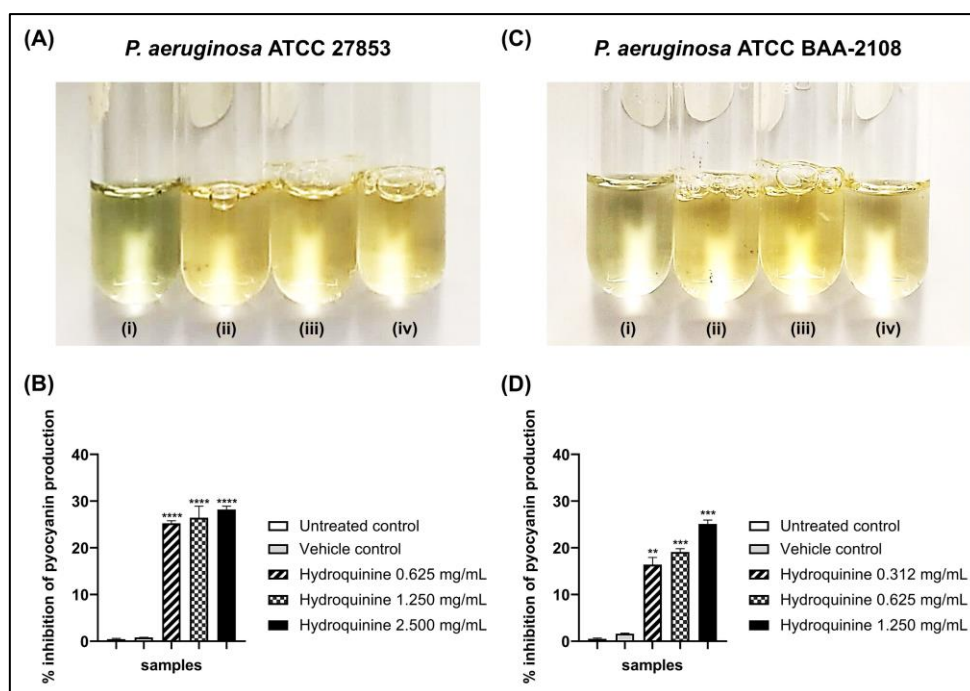 (A)
P. aeruginosa ATCC 27853
(i) (ii) (iii) (iv)
(B)
% inhibition of pyocyanin production
40
30
20
10
0
**** **** ****
samples
Untreated control
Vehicle control
Hydroquinine 0.625 mg/mL
Hydroquinine 1.250 mg/mL
Hydroquinine 2.500 mg/mL
(C)
P. aeruginosa ATCC BAA-2108
(i) (ii) (iii) (iv)
(D)
% inhibition of pyocyanin production
40
30
20
10
0
** *** ***
samples
Untreated control
Vehicle control
Hydroquinine 0.312 mg/mL
Hydroquinine 0.625 mg/mL
Hydroquinine 1.250 mg/mL